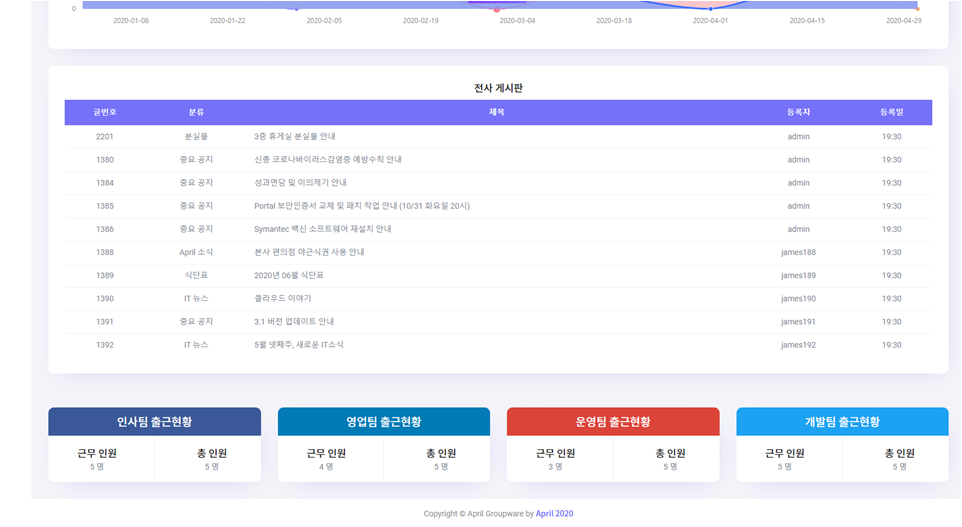 0
2020-01-08 2020-01-22 2020-02-05 2020-02-19 2020-03-04 2020-03-18 2020-04-01 2020-04-15 2020-04-29
전사 게시판
글번호 분류 제목 등록자 등록일
2201 분실물 3층 휴게실 분실물 안내 admin 19:30
1380 중요 공지 신종 코로나바이러스감염증 예방수칙 안내 admin 19:30
1384 중요 공지 성과면담 및 이의제기 안내 admin 19:30
1385 중요 공지 Portal 보안인증서 교체 및 패치 작업 안내 (10/31 화요일 20시) admin 19:30
1386 중요 공지 Symantec 백신 소프트웨어 재설치 안내 admin 19:30
1388 April 소식 본사 편의점 야근식권 사용 안내 james188 19:30
1389 식단표 2020년 06월 식단표 james189 19:30
1390 IT 뉴스 클라우드 이야기 james190 19:30
1391 중요 공지 3.1 버전 업데이트 안내 james191 19:30
1392 IT 뉴스 5월 넷째주, 새로운 IT소식 james192 19:30
인사팀 출근현황 영업팀 출근현황 운영팀 출근현황 개발팀 출근현황
근무 인원 총 인원 근무 인원 총 인원 근무 인원 총 인원 근무 인원 총 인원
5 명 5 명 4 명 5 명 3 명 5 명 5 명 5 명
Copyright © April Groupware by April 2020